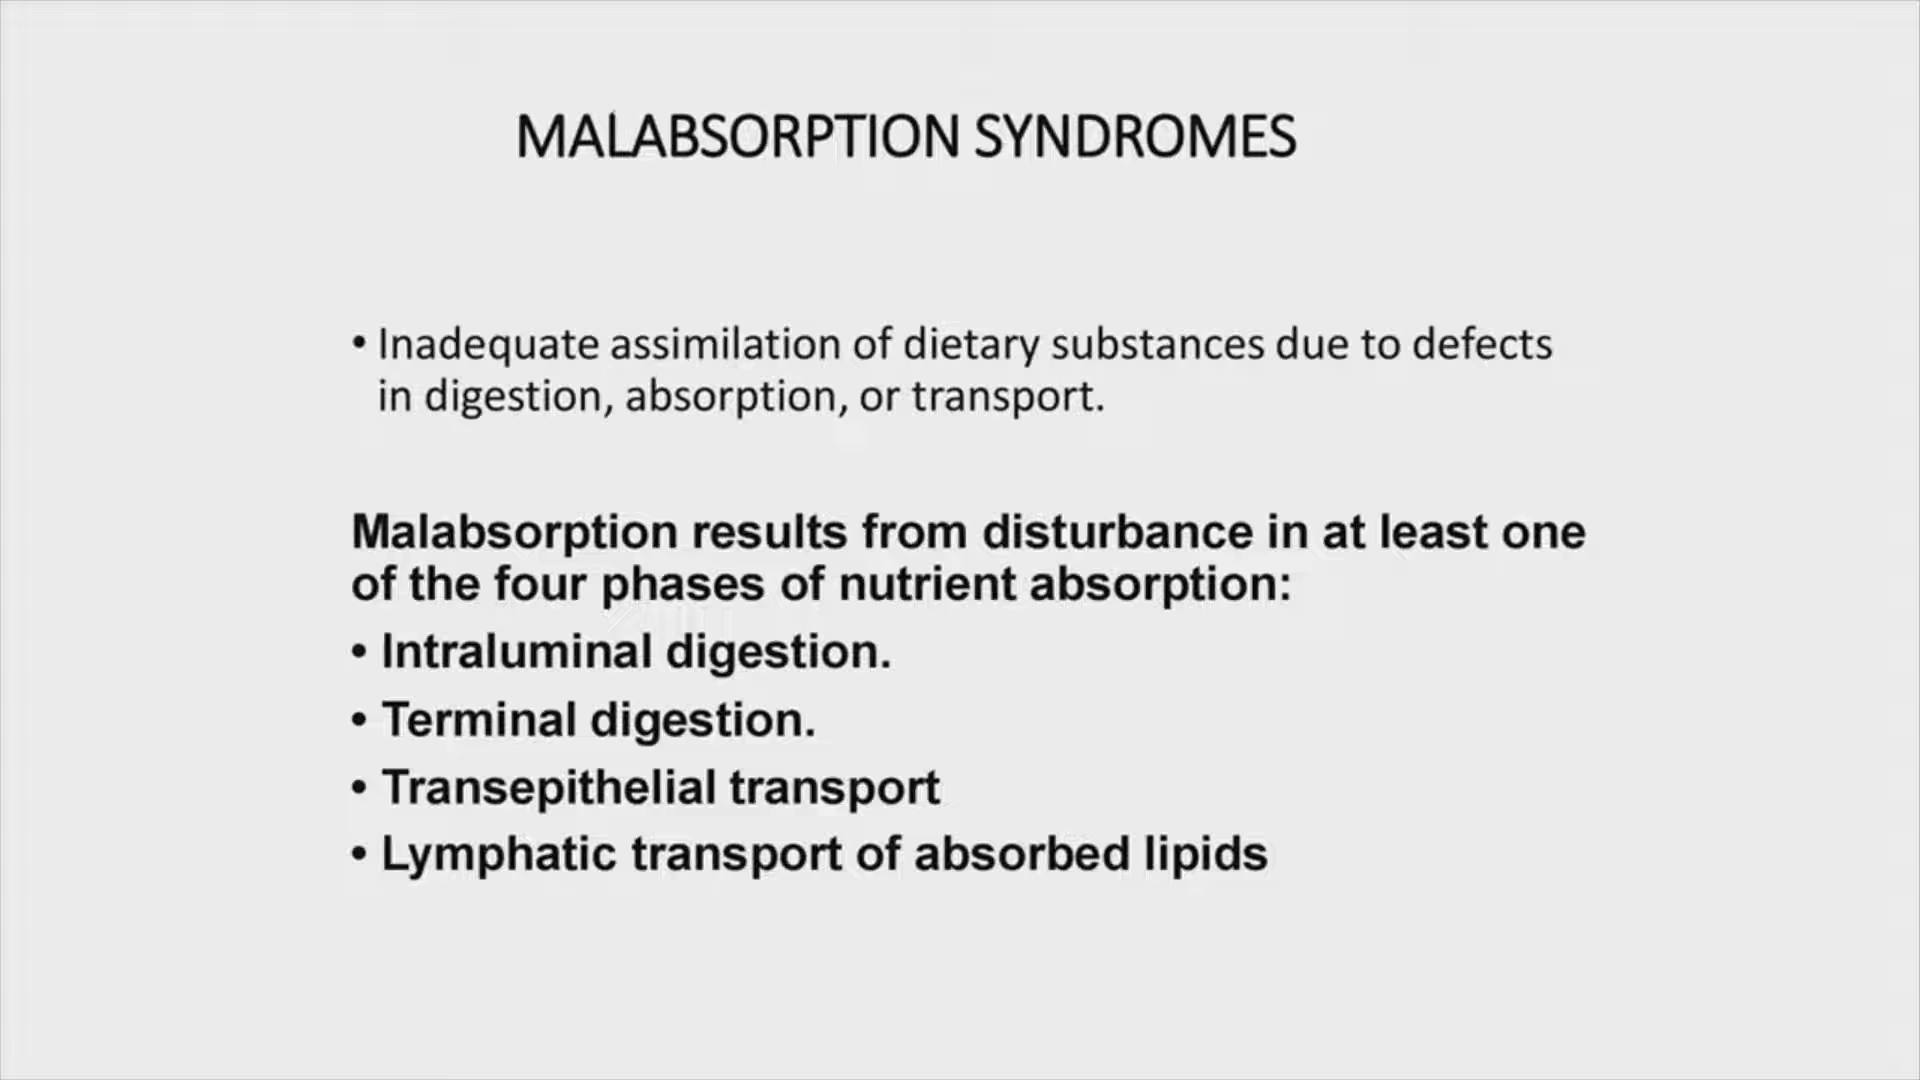 MALABSORPTION SYNDROMES
• Inadequate assimilation of dietary substances due to defects
in digestion, absorption, or transport.
Malabsorption results from disturbance in at least one
of the four phases of nutrient absorption:
• Intraluminal digestion.
• Terminal digestion.
• Transepithelial transport
• Lymphatic transport of absorbed lipids